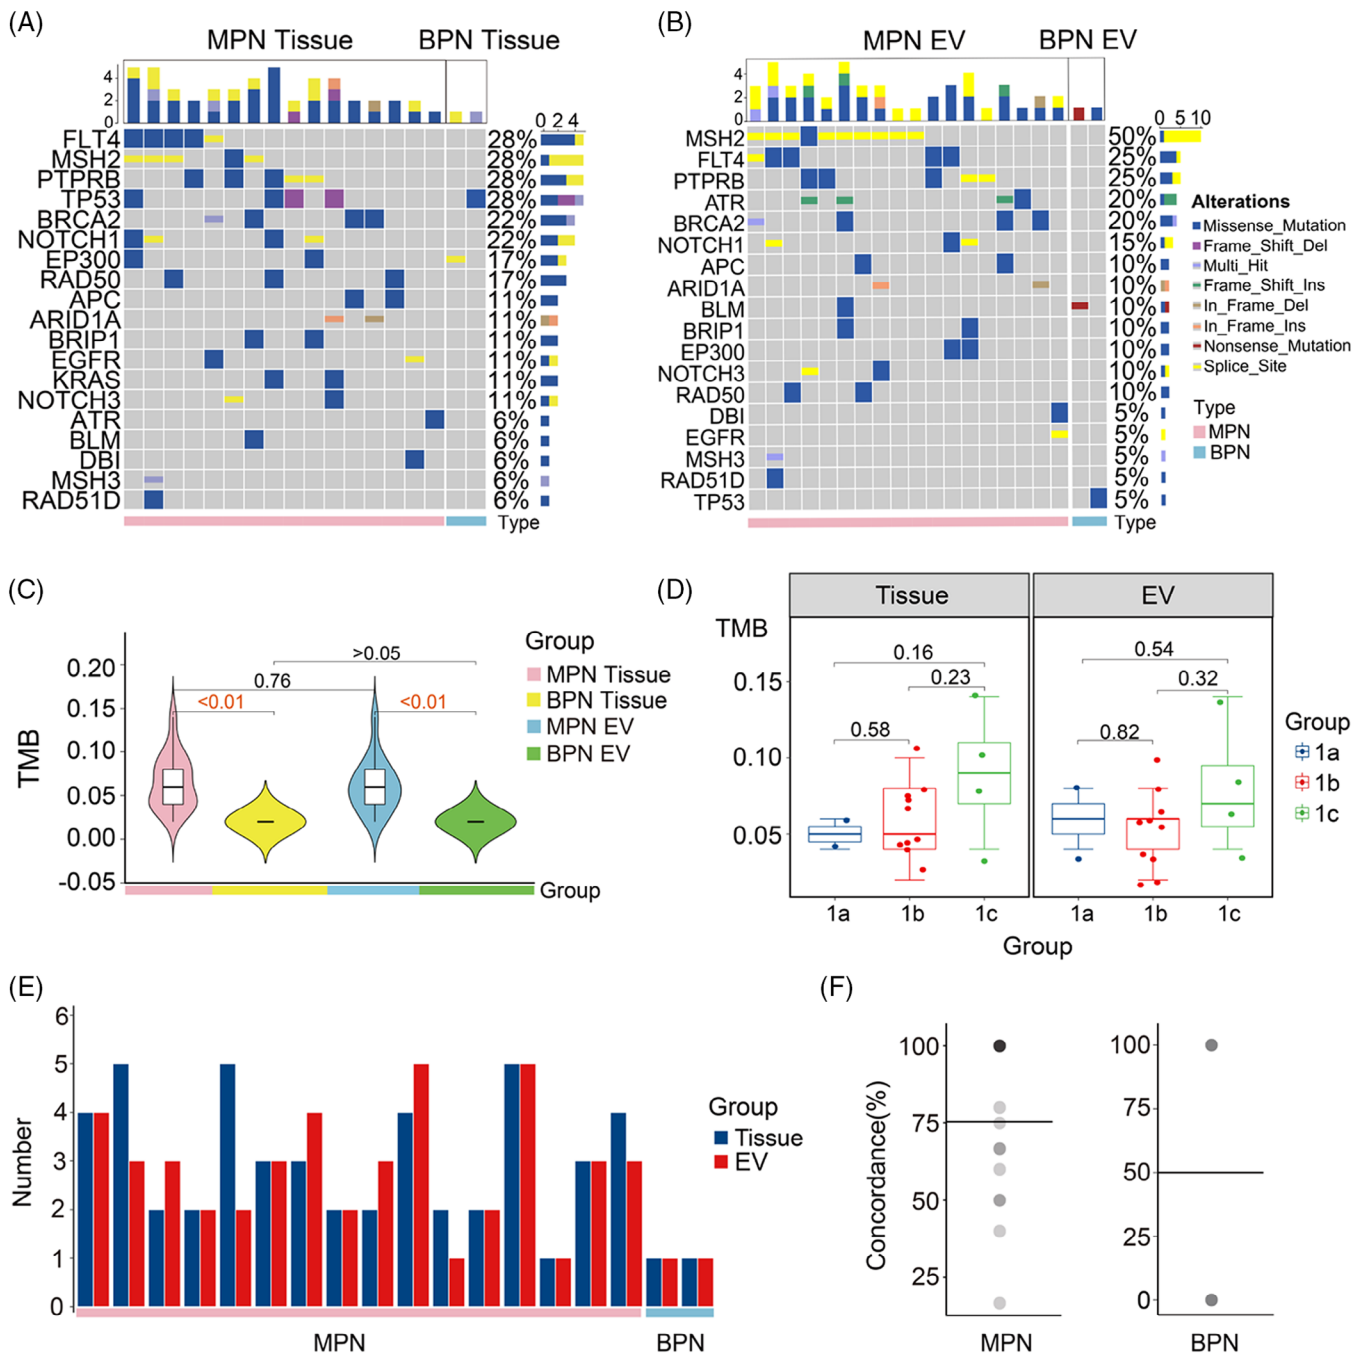 (A)
MPN Tissue
BPN Tissue
4
2
0
0 2 4
FLT4 28%
MSH2 28%
PTPRB 28%
TP53 28%
BRCA2 22%
NOTCH1 22%
EP300 17%
RAD50 17%
APC 11%
ARID1A 11%
BRIP1 11%
EGFR 11%
KRAS 11%
NOTCH3 11%
ATR 6%
BLM 6%
DBI 6%
MSH3 6%
RAD51D 6%
Type
(B)
MPN EV
BPN EV
4
2
0
0 5 10
MSH2 50%
FLT4 25%
PTPRB 25%
ATR 20%
BRCA2 20%
NOTCH1 15%
APC 10%
ARID1A 10%
BLM 10%
BRIP1 10%
EP300 10%
NOTCH3 10%
RAD50 10%
DBI 5%
EGFR 5%
MSH3 5%
RAD51D 5%
TP53 5%
Type
Alterations
Missense_Mutation
Frame_Shift_Del
Multi_Hit
Frame_Shift_Ins
In_Frame_Del
In_Frame_Ins
Nonsense_Mutation
Splice_Site
Type
MPN
BPN
(C)
TMB
0.20
0.15
0.10
0.05
0.00
-0.05
>0.05
0.76
<0.01
<0.01
Group
Group
MPN Tissue
BPN Tissue
MPN EV
BPN EV
(D)
Tissue
EV
TMB
0.15
0.10
0.05
0.16
0.23
0.58
0.54
0.32
0.82
1a 1b 1c
1a 1b 1c
Group
Group
1a
1b
1c
(E)
Number
6
5
4
3
2
1
0
MPN
BPN
Group
Tissue
EV
(F)
Concordance(%)
100
75
50
25
MPN
100
75
50
25
0
BPN